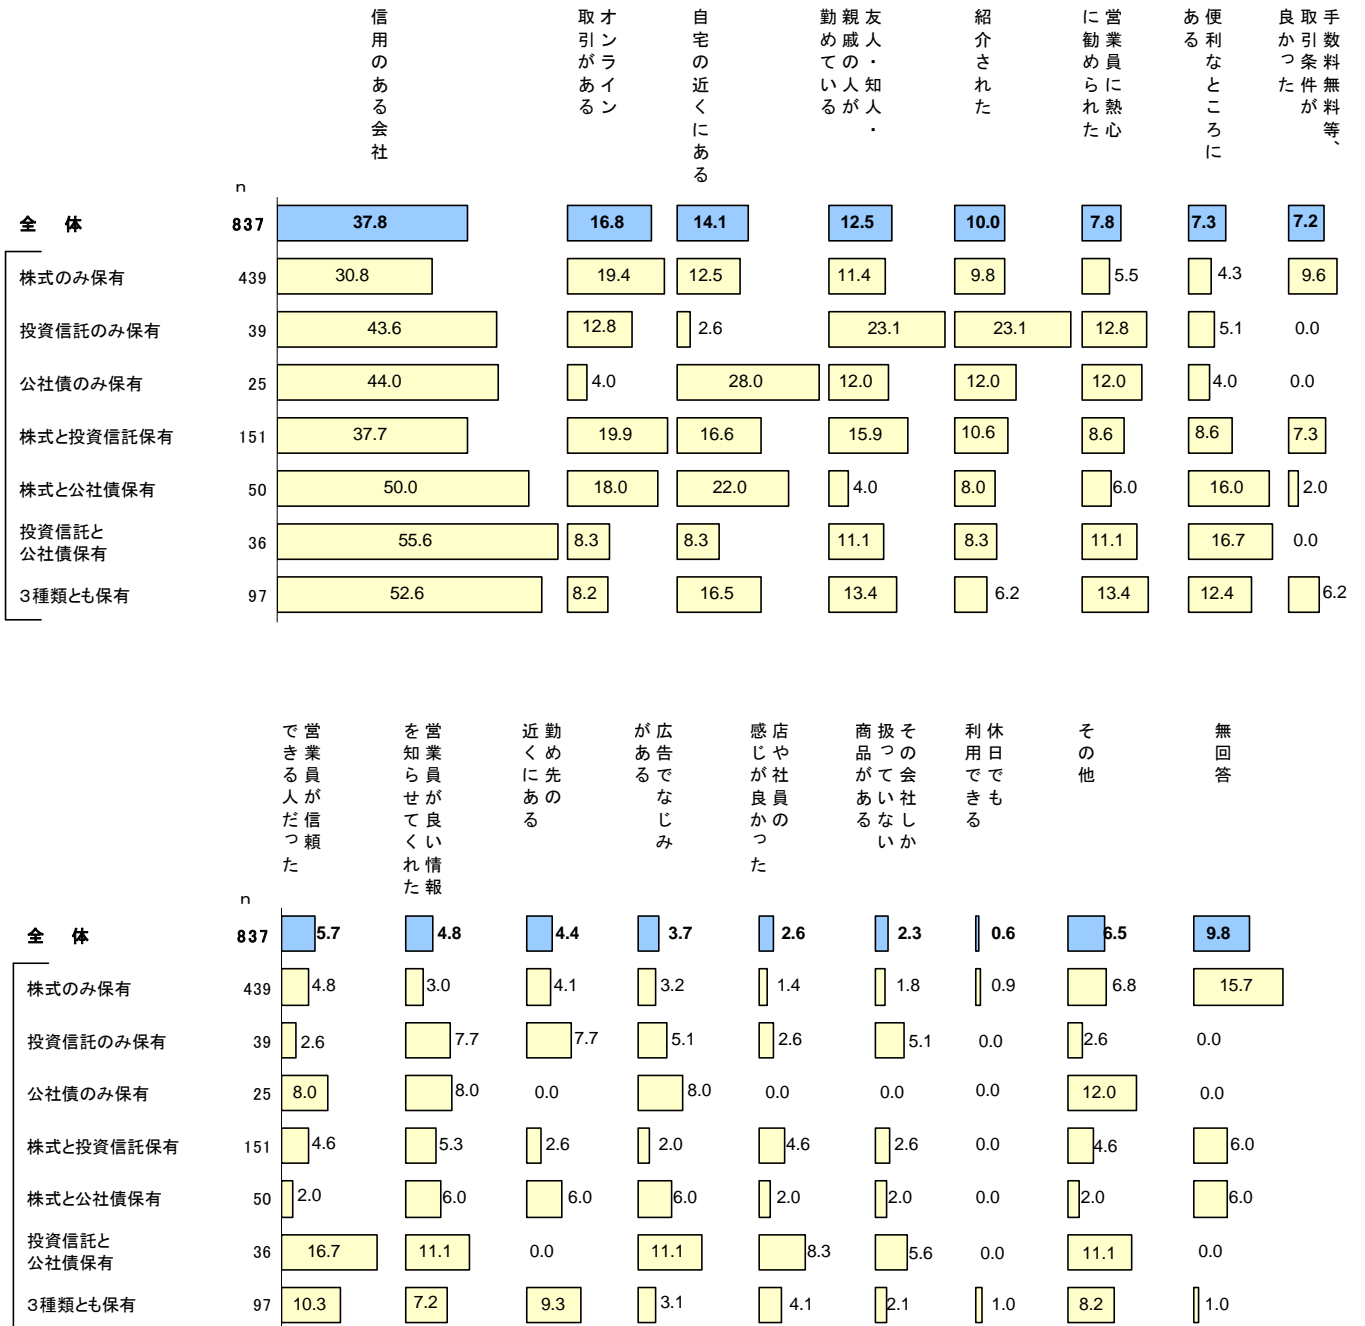 信用のある会社
オンライン
取引がある
自宅の近くにある
友人・知人・
親戚の人が
勤めている
紹介された
営業員に熱心
に勧められた
便利なところに
ある
手数料無料等、
取引条件が
良かった
n
全 体 837 37.8 16.8 14.1 12.5 10.0 7.8 7.3 7.2
株式のみ保有 439 30.8 19.4 12.5 11.4 9.8 5.5 4.3 9.6
投資信託のみ保有 39 43.6 12.8 2.6 23.1 23.1 12.8 5.1 0.0
公社債のみ保有 25 44.0 4.0 28.0 12.0 12.0 12.0 4.0 0.0
株式と投資信託保有 151 37.7 19.9 16.6 15.9 10.6 8.6 8.6 7.3
株式と公社債保有 50 50.0 18.0 22.0 4.0 8.0 6.0 16.0 2.0
投資信託と
公社債保有 36 55.6 8.3 8.3 11.1 8.3 11.1 16.7 0.0
3種類とも保有 97 52.6 8.2 16.5 13.4 6.2 13.4 12.4 6.2
営業員が信頼
できる人だった
営業員が良い情報
を知らせてくれた
勤め先の
近くにある
広告でなじみ
がある
店や社員の
感じが良かった
その会社しか
扱っていない
商品がある
休日でも
利用できる
その他
無回答
n
全 体 837 5.7 4.8 4.4 3.7 2.6 2.3 0.6 6.5 9.8
株式のみ保有 439 4.8 3.0 4.1 3.2 1.4 1.8 0.9 6.8 15.7
投資信託のみ保有 39 2.6 7.7 7.7 5.1 2.6 5.1 0.0 2.6 0.0
公社債のみ保有 25 8.0 8.0 0.0 8.0 0.0 0.0 0.0 12.0 0.0
株式と投資信託保有 151 4.6 5.3 2.6 2.0 4.6 2.6 0.0 4.6 6.0
株式と公社債保有 50 2.0 6.0 6.0 6.0 2.0 2.0 0.0 2.0 6.0
投資信託と
公社債保有 36 16.7 11.1 0.0 11.1 8.3 5.6 0.0 11.1 0.0
3種類とも保有 97 10.3 7.2 9.3 3.1 4.1 2.1 1.0 8.2 1.0